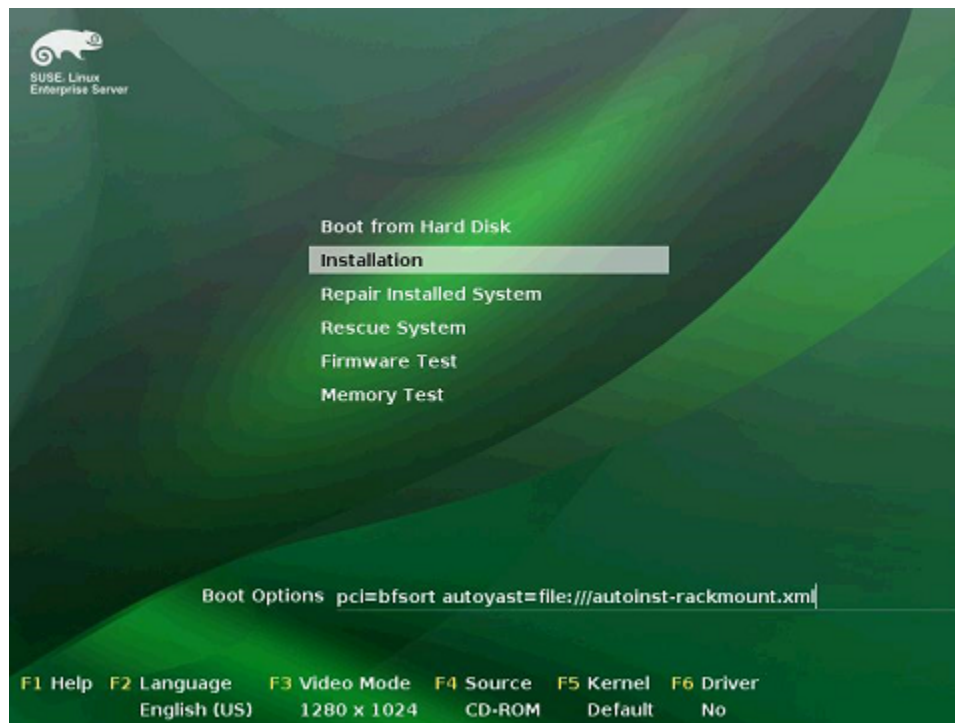 SUSE. Linux
Enterprise Server
Boot from Hard Disk
Installation
Repair Installed System
Rescue System
Firmware Test
Memory Test
Boot Options pci=bfsort autoyast=file:///autoinst-rackmount.xml
F1 Help F2 Language F3 Video Mode F4 Source F5 Kernel F6 Driver
English (US) 1280 x 1024 CD-ROM Default No